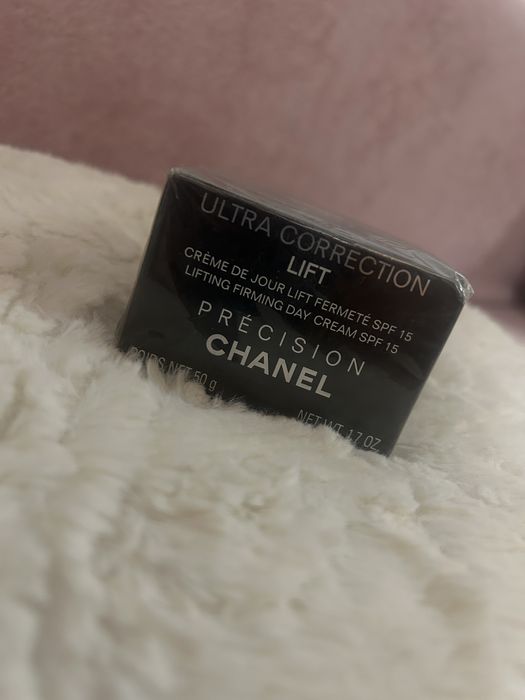 ULTRA CORRECTION
LIFT
CRÈME DE JOUR LIFT FERMETÉ SPF 15
LIFTING FIRMING DAY CREAM SPF 15
PRÉCISION
CHANEL
POIDS NET 50 g
NET WT. 1.7 OZ.